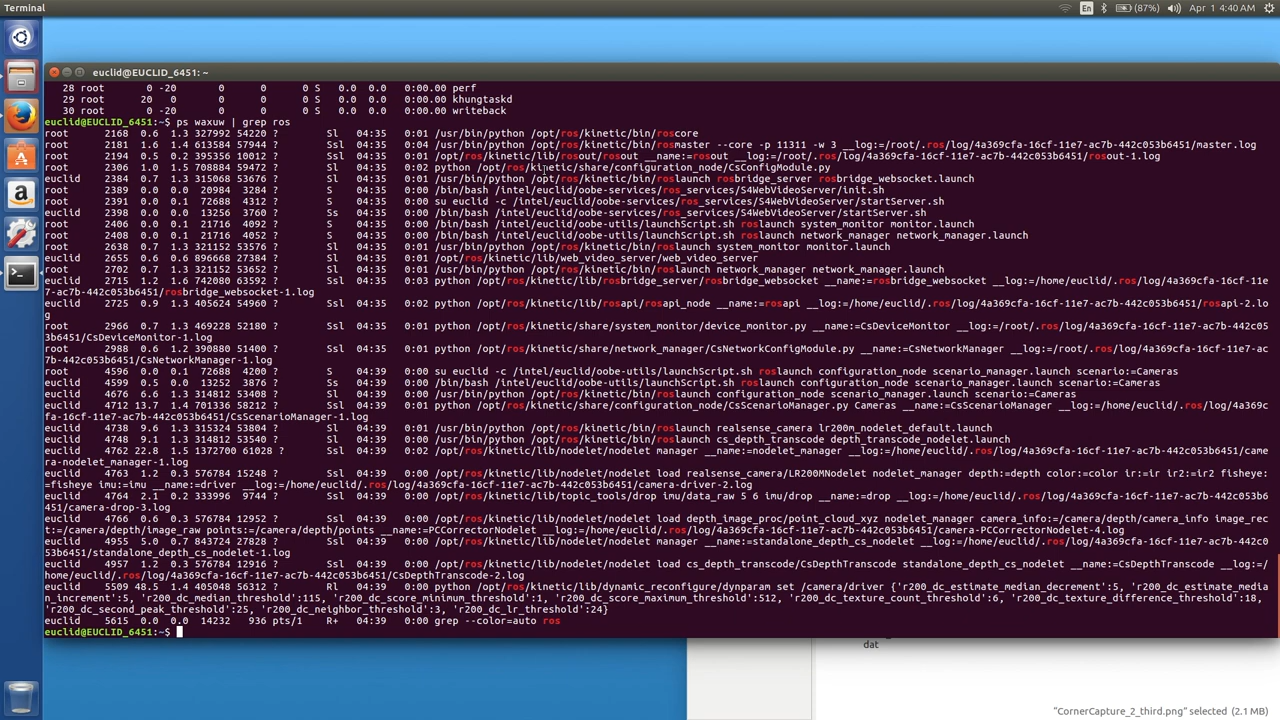 Terminal
En
(87%)
Apr 1 4:40 AM
euclid@EUCLID_6451: ~
28 root 0 -20 0 0 0 S 0.0 0.0 0:00.00 perf
29 root 20 0 0 0 0 S 0.0 0.0 0:00.00 khungtaskd
30 root 0 -20 0 0 0 S 0.0 0.0 0:00.00 writeback
euclid@EUCLID_6451:~$ ps waxuw | grep ros
root 2168 0.6 1.3 327992 54220 ? Sl 04:35 0:01 /usr/bin/python /opt/ros/kinetic/bin/roscore
root 2181 1.6 1.4 613584 57944 ? Ssl 04:35 0:04 /usr/bin/python /opt/ros/kinetic/bin/rosmaster --core -p 11311 -w 3 __log:=/root/.ros/log/4a369cfa-16cf-11e7-ac7b-442c053b6451/master.log
root 2194 0.5 0.2 395356 10012 ? Ssl 04:35 0:01 /opt/ros/kinetic/lib/rosout/rosout __name:=rosout __log:=/root/.ros/log/4a369cfa-16cf-11e7-ac7b-442c053b6451/rosout-1.log
root 2306 1.0 1.5 708884 59472 ? Sl 04:35 0:02 python /opt/ros/kinetic/share/configuration_node/CsConfigModule.py
euclid 2384 0.7 1.3 315068 53676 ? Sl 04:35 0:01 /usr/bin/python /opt/ros/kinetic/bin/roslaunch rosbridge_server rosbridge_websocket.launch
root 2389 0.0 0.0 20984 3284 ? S 04:35 0:00 /bin/bash /intel/euclid/oobe-services/ros_services/S4WebVideoServer/init.sh
root 2391 0.0 0.1 72688 4312 ? S 04:35 0:00 su euclid -c /intel/euclid/oobe-services/ros_services/S4WebVideoServer/startServer.sh
euclid 2398 0.0 0.0 13256 3760 ? Ss 04:35 0:00 /bin/bash /intel/euclid/oobe-services/ros_services/S4WebVideoServer/startServer.sh
root 2406 0.0 0.1 21716 4092 ? S 04:35 0:00 /bin/bash /intel/euclid/oobe-utils/launchScript.sh roslaunch system_monitor monitor.launch
root 2408 0.0 0.1 21716 4052 ? S 04:35 0:00 /bin/bash /intel/euclid/oobe-utils/launchScript.sh roslaunch network_manager network_manager.launch
root 2638 0.7 1.3 321152 53576 ? Sl 04:35 0:01 /usr/bin/python /opt/ros/kinetic/bin/roslaunch system_monitor monitor.launch
euclid 2655 0.6 0.6 896668 27384 ? Sl 04:35 0:01 /opt/ros/kinetic/lib/web_video_server/web_video_server
root 2702 0.7 1.3 321152 53652 ? Sl 04:35 0:01 /usr/bin/python /opt/ros/kinetic/bin/roslaunch network_manager network_manager.launch
euclid 2715 1.2 1.6 742080 63592 ? Ssl 04:35 0:03 python /opt/ros/kinetic/lib/rosbridge_server/rosbridge_websocket __name:=rosbridge_websocket __log:=/home/euclid/.ros/log/4a369cfa-16cf-11e
7-ac7b-442c053b6451/rosbridge_websocket-1.log
euclid 2725 0.9 1.3 405624 54960 ? Ssl 04:35 0:02 python /opt/ros/kinetic/lib/rosapi/rosapi_node __name:=rosapi __log:=/home/euclid/.ros/log/4a369cfa-16cf-11e7-ac7b-442c053b6451/rosapi-2.lo
g
root 2966 0.7 1.3 469228 52180 ? Ssl 04:35 0:01 python /opt/ros/kinetic/share/system_monitor/device_monitor.py __name:=CsDeviceMonitor __log:=/root/.ros/log/4a369cfa-16cf-11e7-ac7b-442c05
3b6451/CsDeviceMonitor-1.log
root 2988 0.6 1.2 390880 51400 ? Ssl 04:35 0:01 python /opt/ros/kinetic/share/network_manager/CsNetworkConfigModule.py __name:=CsNetworkManager __log:=/root/.ros/log/4a369cfa-16cf-11e7-ac
7b-442c053b6451/CsNetworkManager-1.log
root 4596 0.0 0.1 72688 4200 ? S 04:39 0:00 su euclid -c /intel/euclid/oobe-utils/launchScript.sh roslaunch configuration_node scenario_manager.launch scenario:=Cameras
euclid 4599 0.5 0.0 13252 3876 ? Ss 04:39 0:00 /bin/bash /intel/euclid/oobe-utils/launchScript.sh roslaunch configuration_node scenario_manager.launch scenario:=Cameras
euclid 4676 6.6 1.3 314812 53408 ? Sl 04:39 0:00 /usr/bin/python /opt/ros/kinetic/bin/roslaunch configuration_node scenario_manager.launch scenario:=Cameras
euclid 4712 13.7 1.4 701336 58212 ? Ssl 04:39 0:01 python /opt/ros/kinetic/share/configuration_node/CsScenarioManager.py Cameras __name:=CsScenarioManager __log:=/home/euclid/.ros/log/4a369c
fa-16cf-11e7-ac7b-442c053b6451/CsScenarioManager-1.log
euclid 4738 9.6 1.3 315324 53804 ? Sl 04:39 0:00 /usr/bin/python /opt/ros/kinetic/bin/roslaunch realsense_camera lr200m_nodelet_default.launch
euclid 4748 9.1 1.3 314812 53540 ? Sl 04:39 0:00 /usr/bin/python /opt/ros/kinetic/bin/roslaunch cs_depth_transcode depth_transcode_nodelet.launch
euclid 4762 22.8 1.5 1372700 61028 ? Ssl 04:39 0:02 /opt/ros/kinetic/lib/nodelet/nodelet manager __name:=nodelet_manager __log:=/home/euclid/.ros/log/4a369cfa-16cf-11e7-ac7b-442c053b6451/came
ra-nodelet_manager-1.log
euclid 4763 1.2 0.3 576784 15248 ? Ssl 04:39 0:00 /opt/ros/kinetic/lib/nodelet/nodelet load realsense_camera/LR200MNodelet nodelet_manager depth:=depth color:=color ir:=ir ir2:=ir2 fisheye:
=fisheye imu:=imu __name:=driver __log:=/home/euclid/.ros/log/4a369cfa-16cf-11e7-ac7b-442c053b6451/camera-driver-2.log
euclid 4764 2.1 0.2 333996 9744 ? Ssl 04:39 0:00 /opt/ros/kinetic/lib/topic_tools/drop imu/data_raw 5 6 imu/drop __name:=drop __log:=/home/euclid/.ros/log/4a369cfa-16cf-11e7-ac7b-442c053b6
451/camera-drop-3.log
euclid 4766 0.6 0.3 576784 12952 ? Ssl 04:39 0:00 /opt/ros/kinetic/lib/nodelet/nodelet load depth_image_proc/point_cloud_xyz nodelet_manager camera_info:=/camera/depth/camera_info image_rec
t:=/camera/depth/image_raw points:=/camera/depth/points __name:=PCCorrectorNodelet __log:=/home/euclid/.ros/log/4a369cfa-16cf-11e7-ac7b-442c053b6451/camera-PCCorrectorNodelet-4.log
euclid 4955 5.0 0.7 843724 27828 ? Ssl 04:39 0:00 /opt/ros/kinetic/lib/nodelet/nodelet manager __name:=standalone_depth_cs_nodelet __log:=/home/euclid/.ros/log/4a369cfa-16cf-11e7-ac7b-442c0
53b6451/standalone_depth_cs_nodelet-1.log
euclid 4957 1.2 0.3 576784 12916 ? Ssl 04:39 0:00 /opt/ros/kinetic/lib/nodelet/nodelet load cs_depth_transcode/CsDepthTranscode standalone_depth_cs_nodelet __name:=CsDepthTranscode __log:=/
home/euclid/.ros/log/4a369cfa-16cf-11e7-ac7b-442c053b6451/CsDepthTranscode-2.log
euclid 5509 48.5 1.4 405048 56512 ? Rl 04:39 0:00 python /opt/ros/kinetic/lib/dynamic_reconfigure/dynparam set /camera/driver {'r200_dc_estimate_median_decrement':5, 'r200_dc_estimate_media
n_increment':5, 'r200_dc_median_threshold':115, 'r200_dc_score_minimum_threshold':1, 'r200_dc_score_maximum_threshold':512, 'r200_dc_texture_count_threshold':6, 'r200_dc_texture_difference_threshold':18,
'r200_dc_second_peak_threshold':25, 'r200_dc_neighbor_threshold':3, 'r200_dc_lr_threshold':24}
euclid 5615 0.0 0.0 14232 936 pts/1 R+ 04:39 0:00 grep --color=auto ros
euclid@EUCLID_6451:~$
dat
"CornerCapture_2_third.png" selected (2.1 MB)